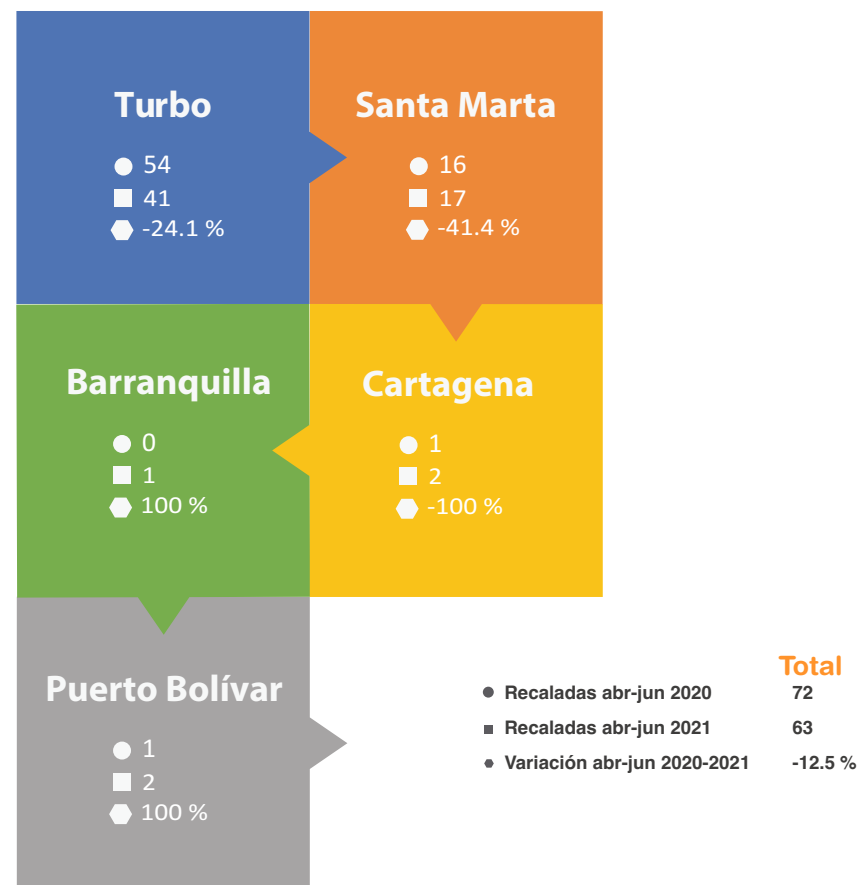 Turbo
54
41
-24.1 %
Santa Marta
16
17
-41.4 %
Barranquilla
0
1
100 %
Cartagena
1
2
-100 %
Puerto Bolívar
1
2
100 %
Total
Recaladas abr-jun 2020 72
Recaladas abr-jun 2021 63
Variación abr-jun 2020-2021 -12.5 %